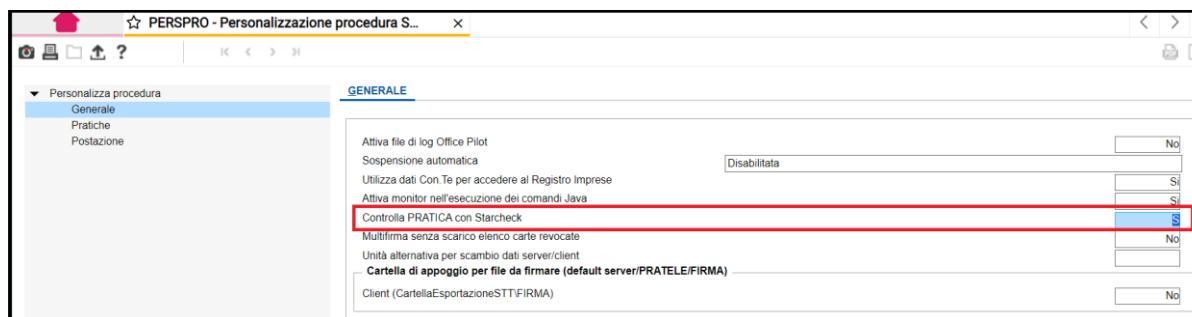 PERSPRO - Personalizzazione procedura S...
Personalizza procedura
Generale
Pratiche
Postazione
GENERALE
Attiva file di log Office Pilot No
Sospensione automatica Disabilitata
Utilizza dati Con.Te per accedere al Registro Imprese Si
Attiva monitor nell'esecuzione dei comandi Java Si
Controlla PRATICA con Starcheck S
Multifirma senza scarico elenco carte revocate No
Unità alternativa per scambio dati server/client
Cartella di appoggio per file da firmare (default server/PRATELE/FIRMA)
Client (CartellaEsportazioneSTT\FIRMA) No